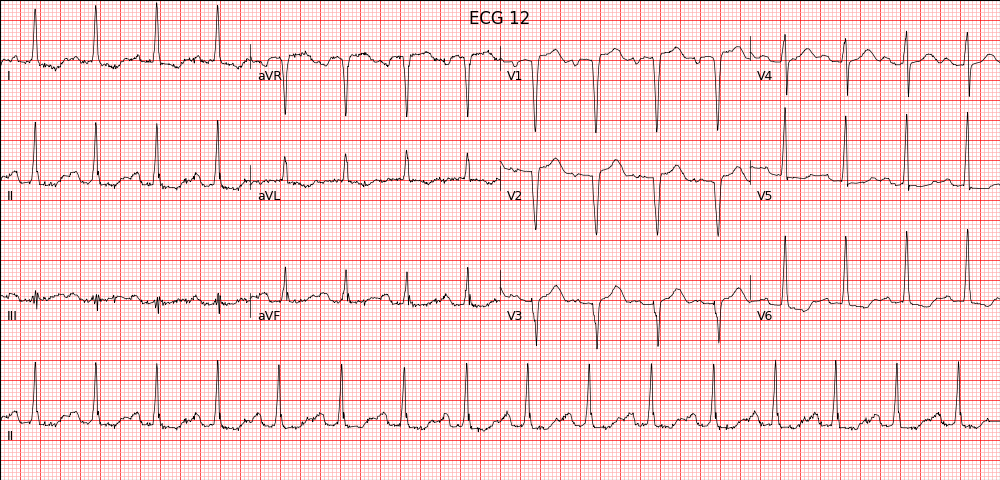 ECG 12
I aVR V1 V4
II aVL V2 V5
III aVF V3 V6
II